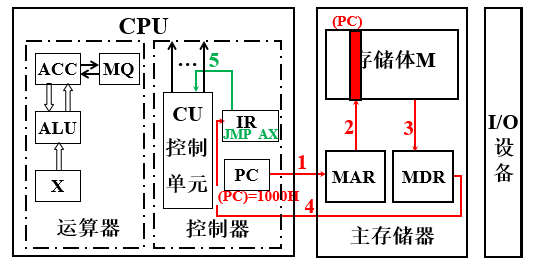 CPU
ACC
MQ
ALU
X
运算器
...
5
CU
控制
单元
IR
JMP AX
PC
(PC)=1000H
控制器
1
4
(PC)
存储体M
2
3
MAR
MDR
主存储器
I/O
设备